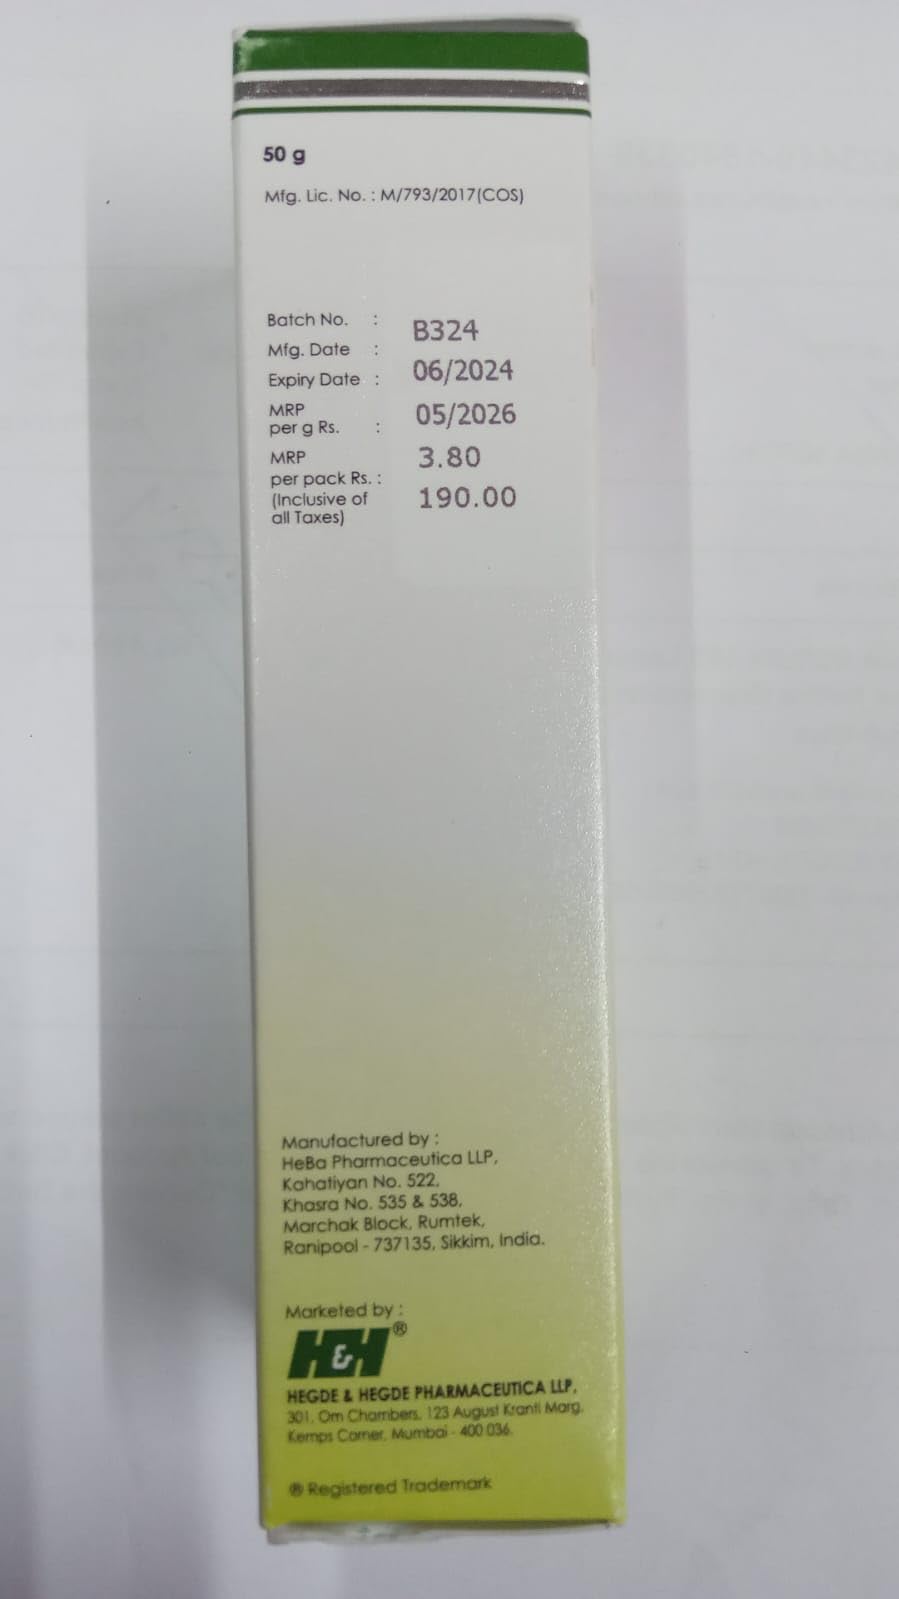 50 g
Mfg. Lic. No. : M/793/2017(COS)
Batch No. : B324
Mfg. Date : 06/2024
Expiry Date : 05/2026
MRP
per g Rs. : 3.80
MRP
per pack Rs. : 190.00
(Inclusive of
all Taxes)
Manufactured by :
HeBa Pharmaceutica LLP,
Kahatiyan No. 522,
Khasra No. 535 & 538,
Marchak Block, Rumtek,
Ranipool - 737135, Sikkim, India.
Marketed by :
H&H®
HEGDE & HEGDE PHARMACEUTICA LLP,
301, Om Chambers, 123 August Kranti Marg,
Kemps Corner, Mumbai - 400 036.
® Registered Trademark